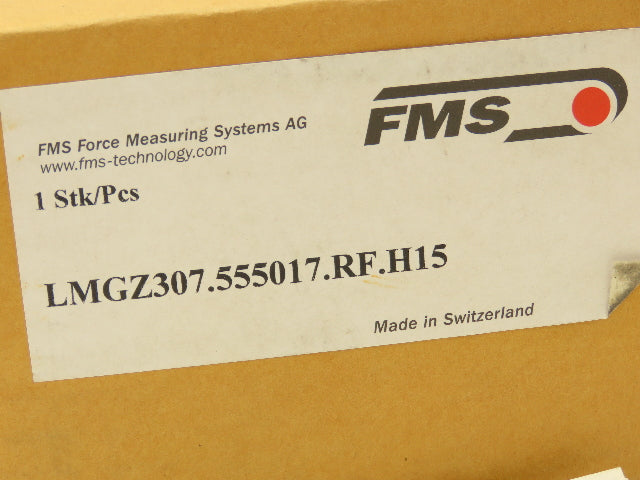 FMS Force Measuring Systems AG
www.fms-technology.com
FMS
1 Stk/Pcs
LMGZ307.555017.RF.H15
Made in Switzerland